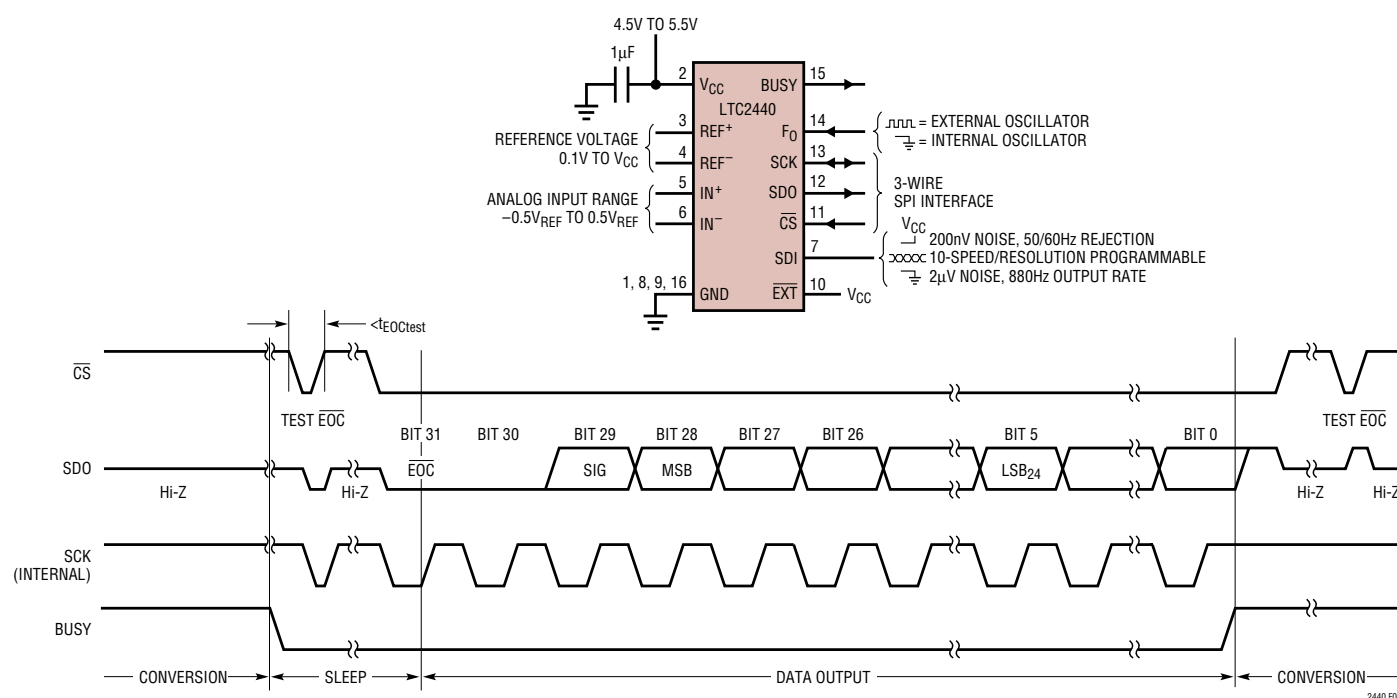 4.5V TO 5.5V
1µF
2
VCC
BUSY
15
LTC2440
3
REF+
FO
14
= EXTERNAL OSCILLATOR
= INTERNAL OSCILLATOR
REFERENCE VOLTAGE
0.1V TO VCC
4
REF−
SCK
13
5
IN+
SDO
12
3-WIRE
SPI INTERFACE
ANALOG INPUT RANGE
−0.5VREF TO 0.5VREF
6
IN−
CS
11
VCC
200nV NOISE, 50/60Hz REJECTION
SDI
7
10-SPEED/RESOLUTION PROGRAMMABLE
2µV NOISE, 880Hz OUTPUT RATE
1, 8, 9, 16
GND
EXT
10
VCC
<tEOCtest
CS
TEST EOC
TEST EOC
BIT 31
BIT 30
BIT 29
BIT 28
BIT 27
BIT 26
BIT 5
BIT 0
SDO
EOC
SIG
MSB
LSB24
Hi-Z
Hi-Z
Hi-Z
Hi-Z
SCK
(INTERNAL)
BUSY
CONVERSION
SLEEP
DATA OUTPUT
CONVERSION